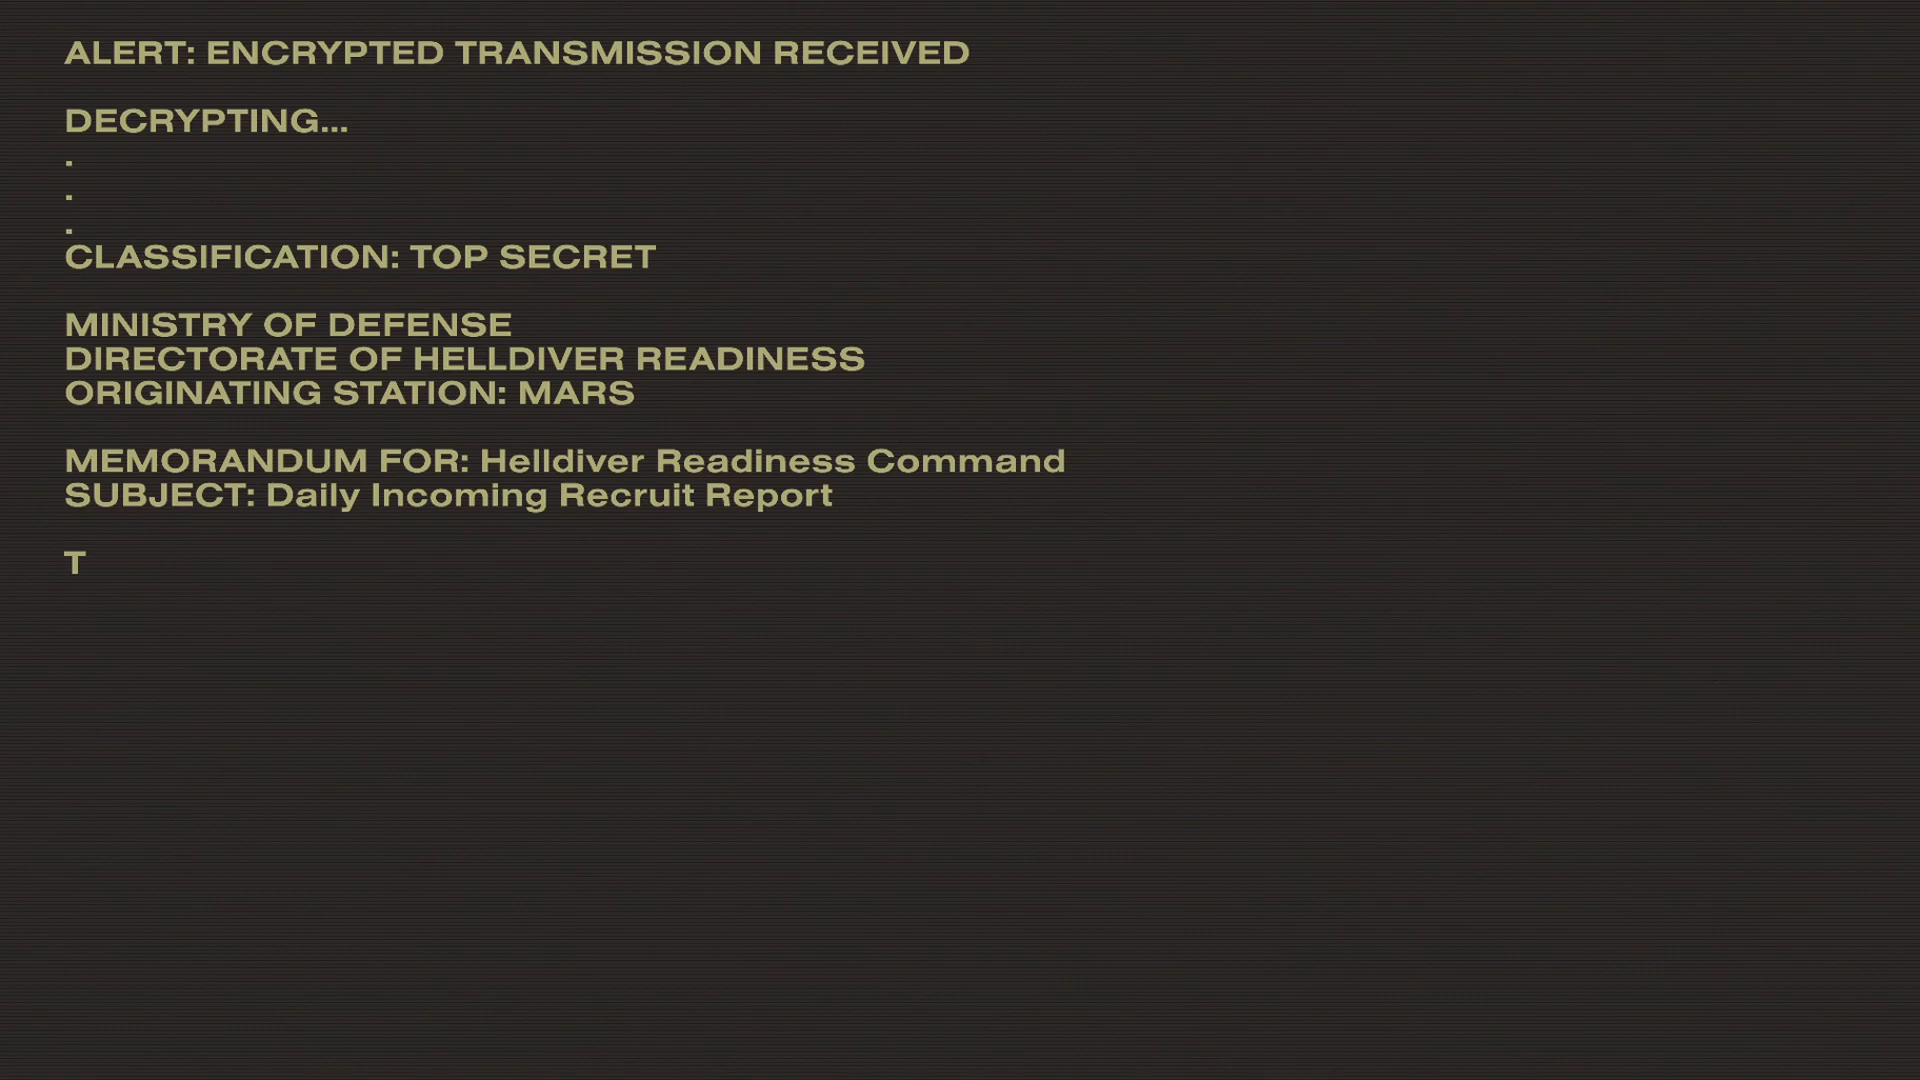 ALERT: ENCRYPTED TRANSMISSION RECEIVED
DECRYPTING...
.
.
.
CLASSIFICATION: TOP SECRET
MINISTRY OF DEFENSE
DIRECTORATE OF HELLDIVER READINESS
ORIGINATING STATION: MARS
MEMORANDUM FOR: Helldiver Readiness Command
SUBJECT: Daily Incoming Recruit Report
T